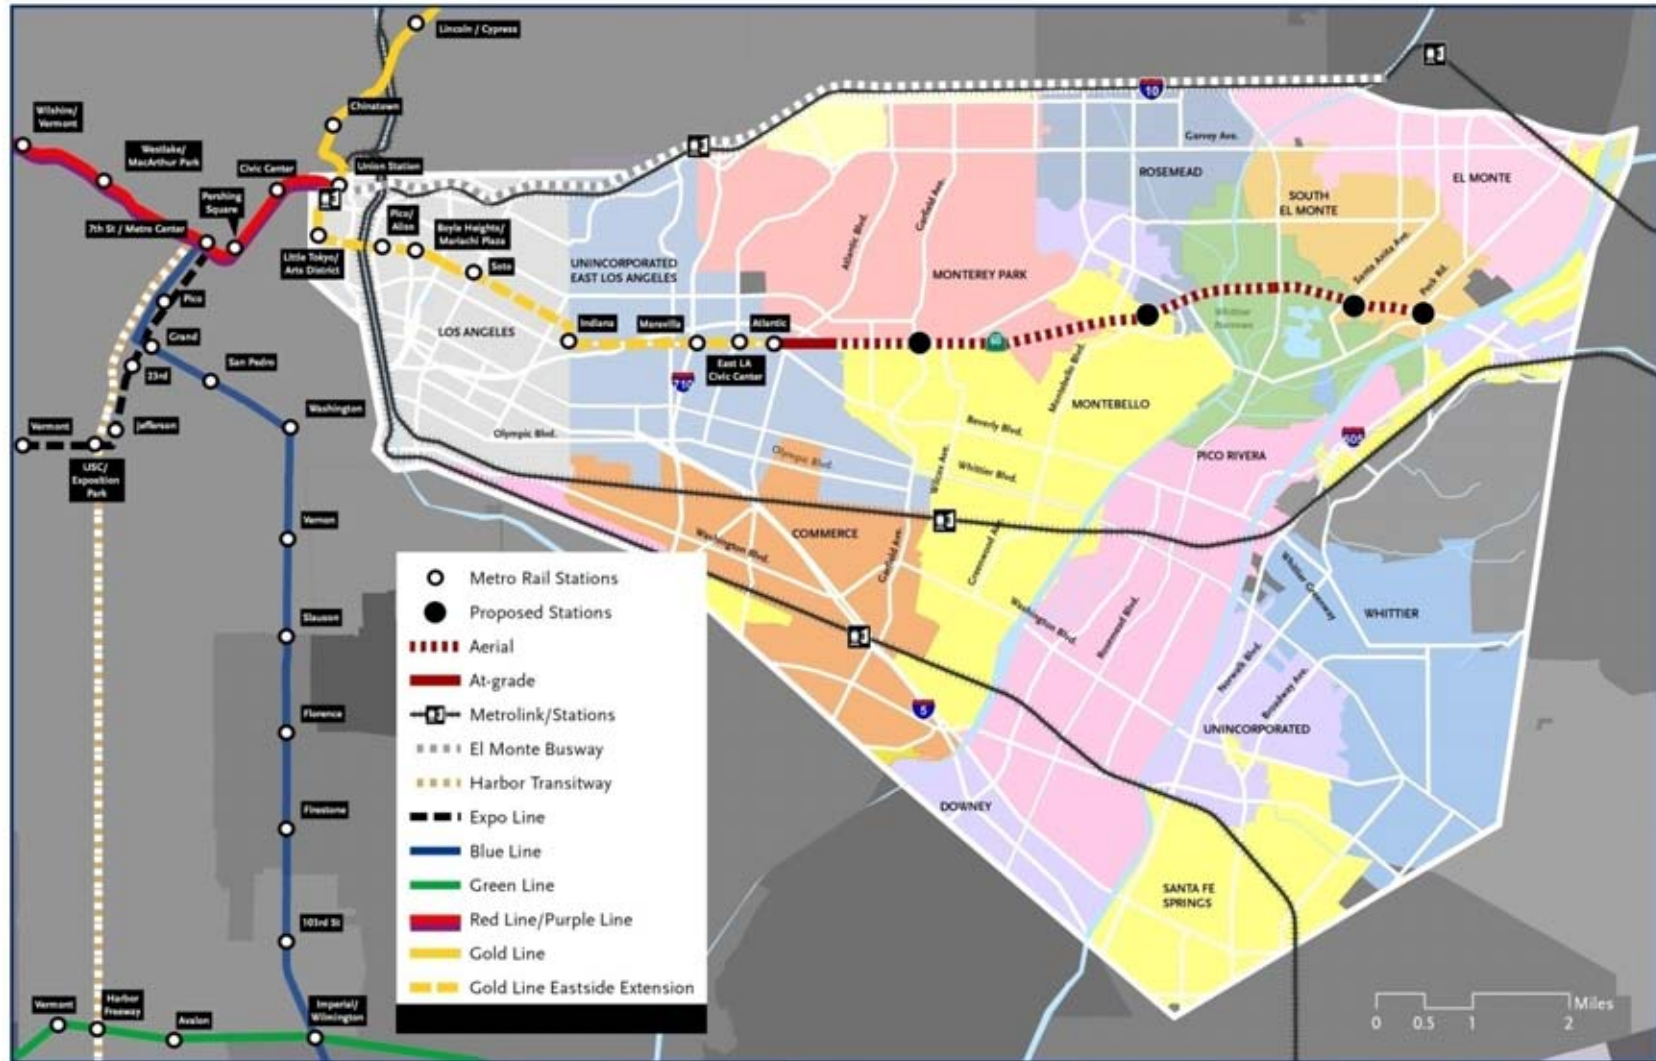 Lincoln / Cypress
Chinatown
Wilshire/
Vermont
Westlake/
MacArthur Park
Civic Center
Union Station
Pershing
Square
7th St / Metro Center
Little Tokyo/
Arts District
Pico/
Aliso
Boyle Heights/
Mariachi Plaza
Soto
Indiana
Maravilla
East LA
Civic Center
Atlantic
Pico
Grand
23rd
San Pedro
Jefferson
Vermont
USC/
Exposition
Park
Washington
Vernon
Slauson
Florence
Firestone
103rd St
Vermont
Harbor
Freeway
Avalon
Imperial/
Wilmington
10
Garvey Ave.
ROSEMEAD
SOUTH
EL MONTE
EL MONTE
UNINCORPORATED
EAST LOS ANGELES
MONTEREY PARK
Atlantic Blvd.
Garfield Ave.
Santa Anita Ave.
Peck Rd.
Whittier
Narrows
LOS ANGELES
710
60
Montebello Blvd.
MONTEBELLO
Beverly Blvd.
Olympic Blvd.
Olympic Blvd.
Wilcox Ave.
Whittier Blvd.
PICO RIVERA
605
COMMERCE
Washington Blvd.
Garfield Ave.
Greenwood Ave.
Washington Blvd.
Rosemead Blvd.
Whittier Greenway
WHITTIER
Norwalk Blvd.
Broadway Ave.
UNINCORPORATED
5
DOWNEY
SANTA FE
SPRINGS
Metro Rail Stations
Proposed Stations
Aerial
At-grade
Metrolink/Stations
El Monte Busway
Harbor Transitway
Expo Line
Blue Line
Green Line
Red Line/Purple Line
Gold Line
Gold Line Eastside Extension
Miles
0 0.5 1 2